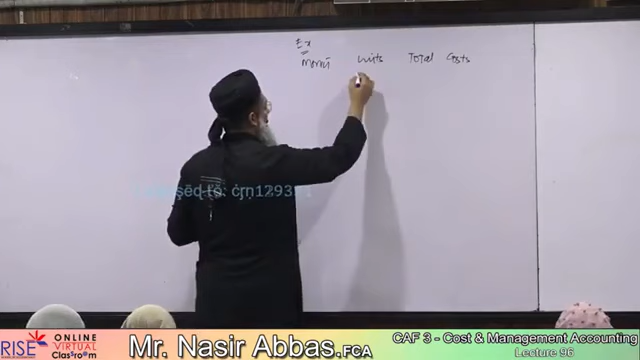 Ex
Month Units Total Costs
RISE
ONLINE
VIRTUAL
Classroom
Mr. Nasir Abbas.FCA
CAF 3 - Cost & Management Accounting
Lecture 96